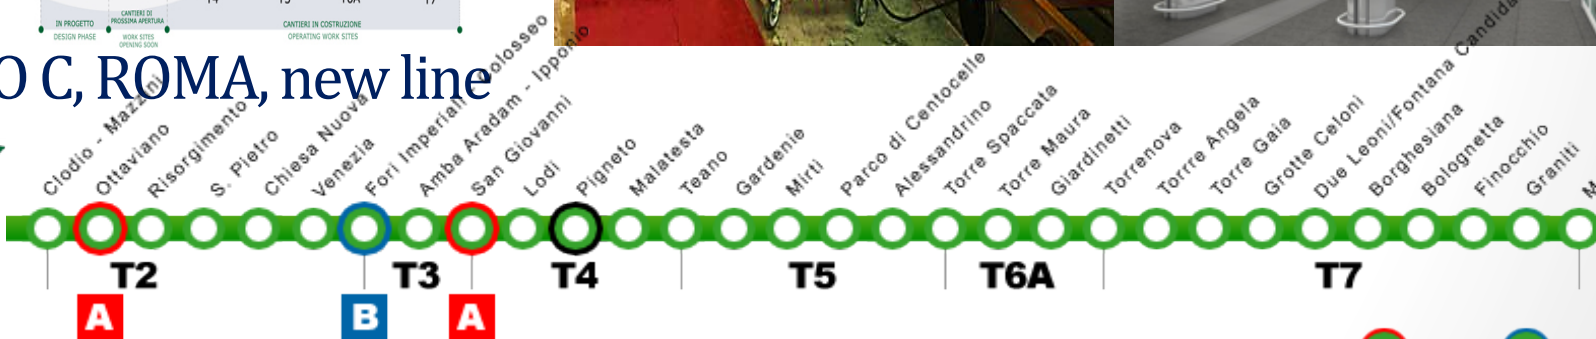 IN PROGETTO
DESIGN PHASE
CANTIERI DI
PROSSIMA APERTURA
WORK SITES
OPENING SOON
CANTIERI IN COSTRUZIONE
OPERATING WORK SITES
C, ROMA, new line
Clodio - Mazzini
Ottaviano
Risorgimento
S. Pietro
Chiesa Nuova
Venezia
Fori Imperiali - Colosseo
Amba Aradam - Ipponio
San Giovanni
Lodi
Pigneto
Malatesta
Teano
Gardenie
Mirti
Parco di Centocelle
Alessandrino
Torre Spaccata
Torre Maura
Giardinetti
Torrenova
Torre Angela
Torre Gaia
Grotte Celoni
Due Leoni/Fontana Candida
Borghesiana
Bolognetta
Finocchio
Graniti
T2 T3 T4 T5 T6A T7
A B A